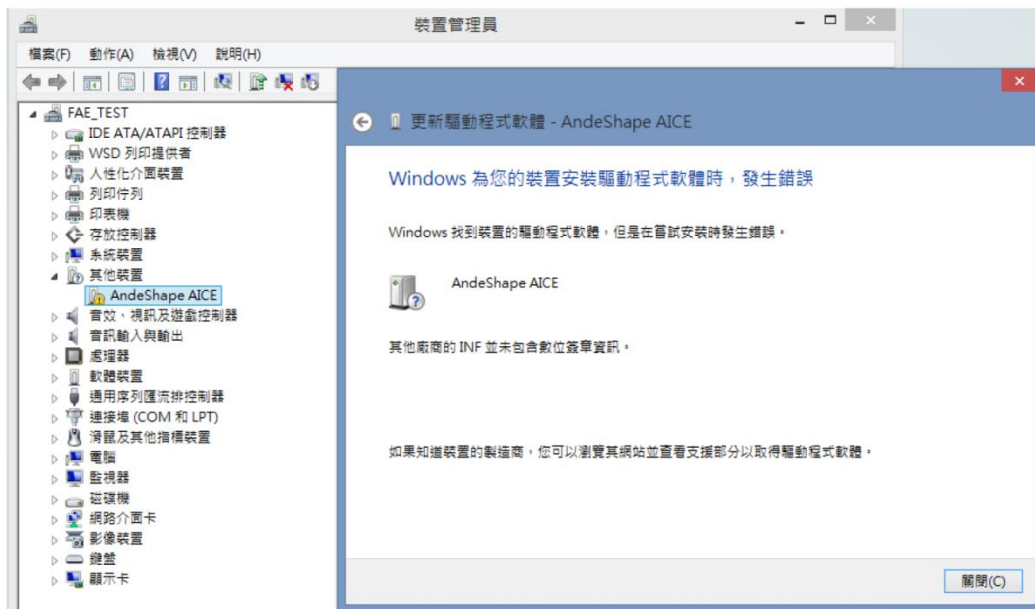 裝置管理員
檔案(F) 動作(A) 檢視(V) 說明(H)
FAE_TEST
IDE ATA/ATAPI 控制器
WSD 列印提供者
人性化介面裝置
列印佇列
印表機
存放控制器
系統裝置
其他裝置
AndeShape AICE
音效、視訊及遊戲控制器
音訊輸入與輸出
處理器
軟體裝置
通用序列匯流排控制器
連接埠 (COM 和 LPT)
滑鼠及其他指標裝置
電腦
監視器
磁碟機
網路介面卡
影像裝置
鍵盤
顯示卡
更新驅動程式軟體 - AndeShape AICE
Windows 為您的裝置安裝驅動程式軟體時，發生錯誤
Windows 找到裝置的驅動程式軟體，但是在嘗試安裝時發生錯誤。
AndeShape AICE
其他廠商的 INF 並未包含數位簽章資訊。
如果知道裝置的製造商，您可以瀏覽其網站並查看支援部分以取得驅動程式軟體。
關閉(C)